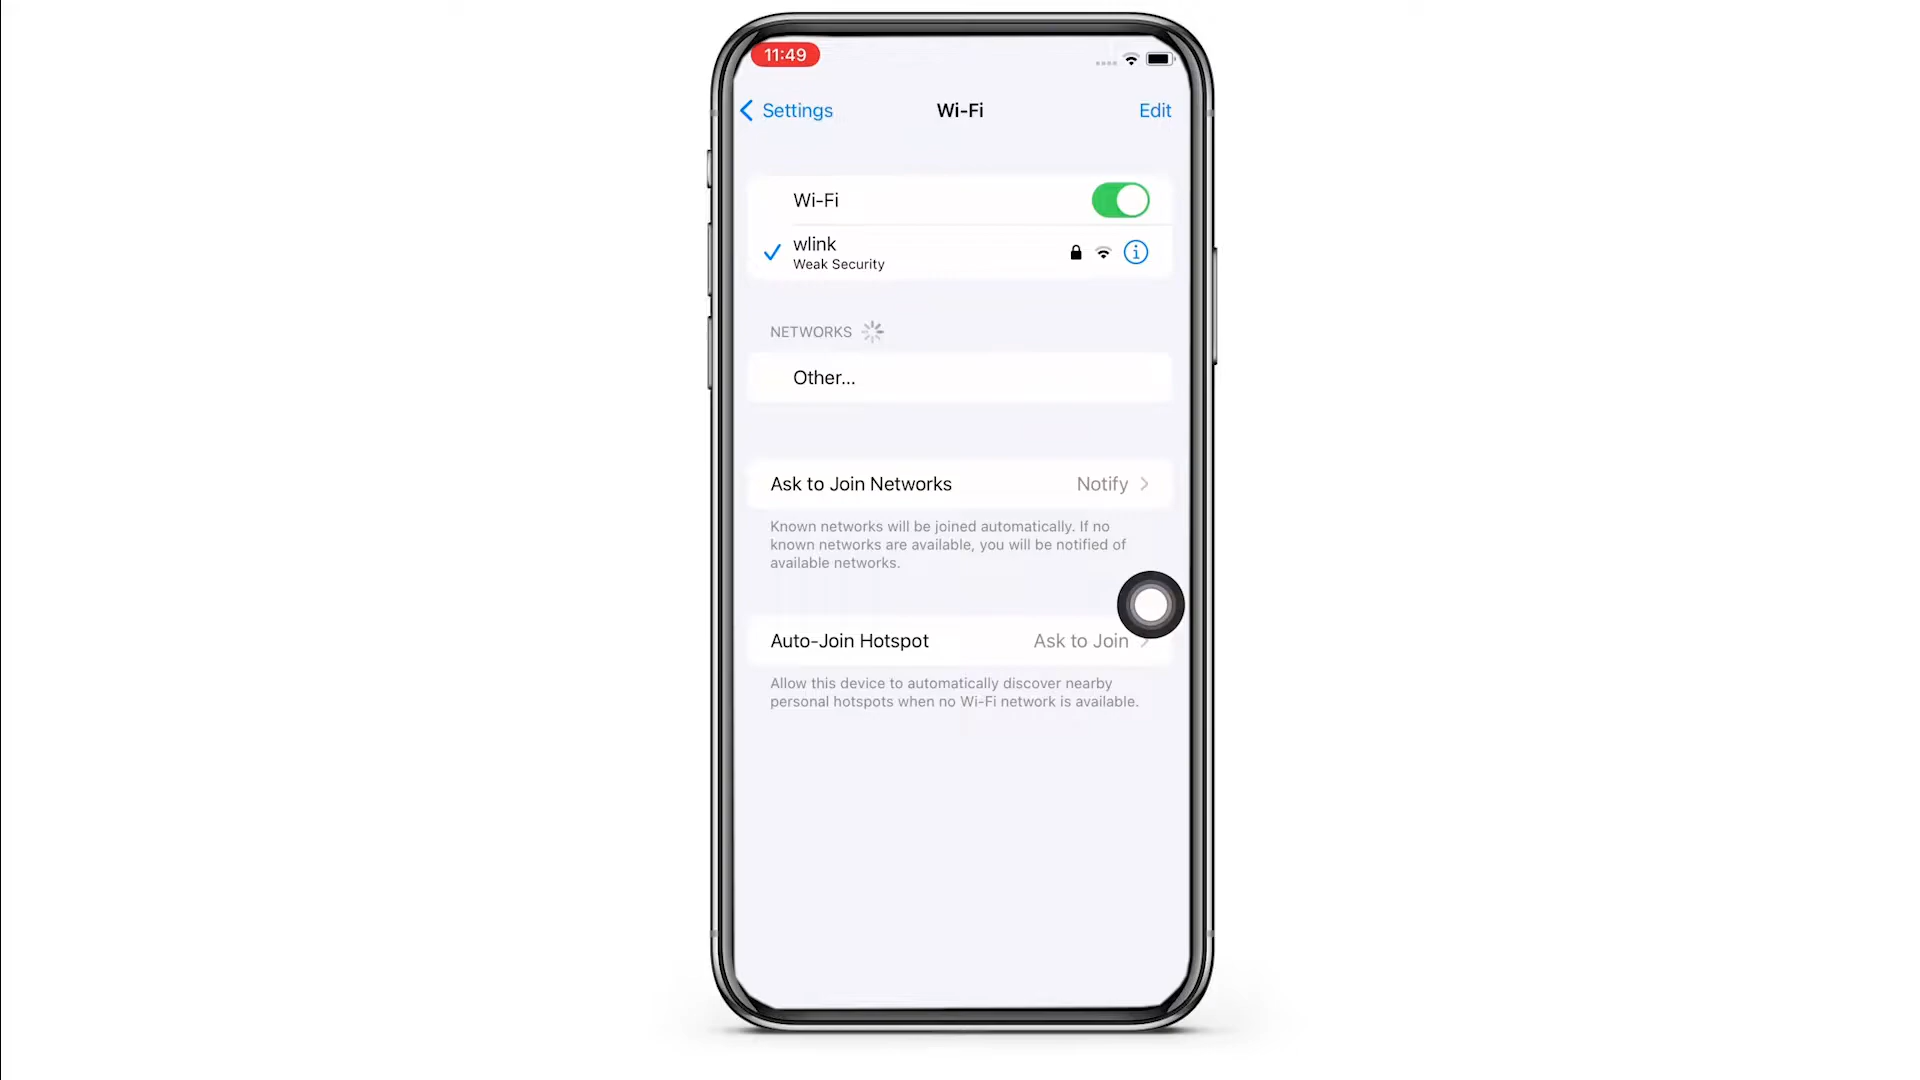 11:49
Settings
Wi-Fi
Edit
Wi-Fi
wlink
Weak Security
NETWORKS
Other...
Ask to Join Networks
Notify
Known networks will be joined automatically. If no
known networks are available, you will be notified of
available networks.
Auto-Join Hotspot
Ask to Join
Allow this device to automatically discover nearby
personal hotspots when no Wi-Fi network is available.